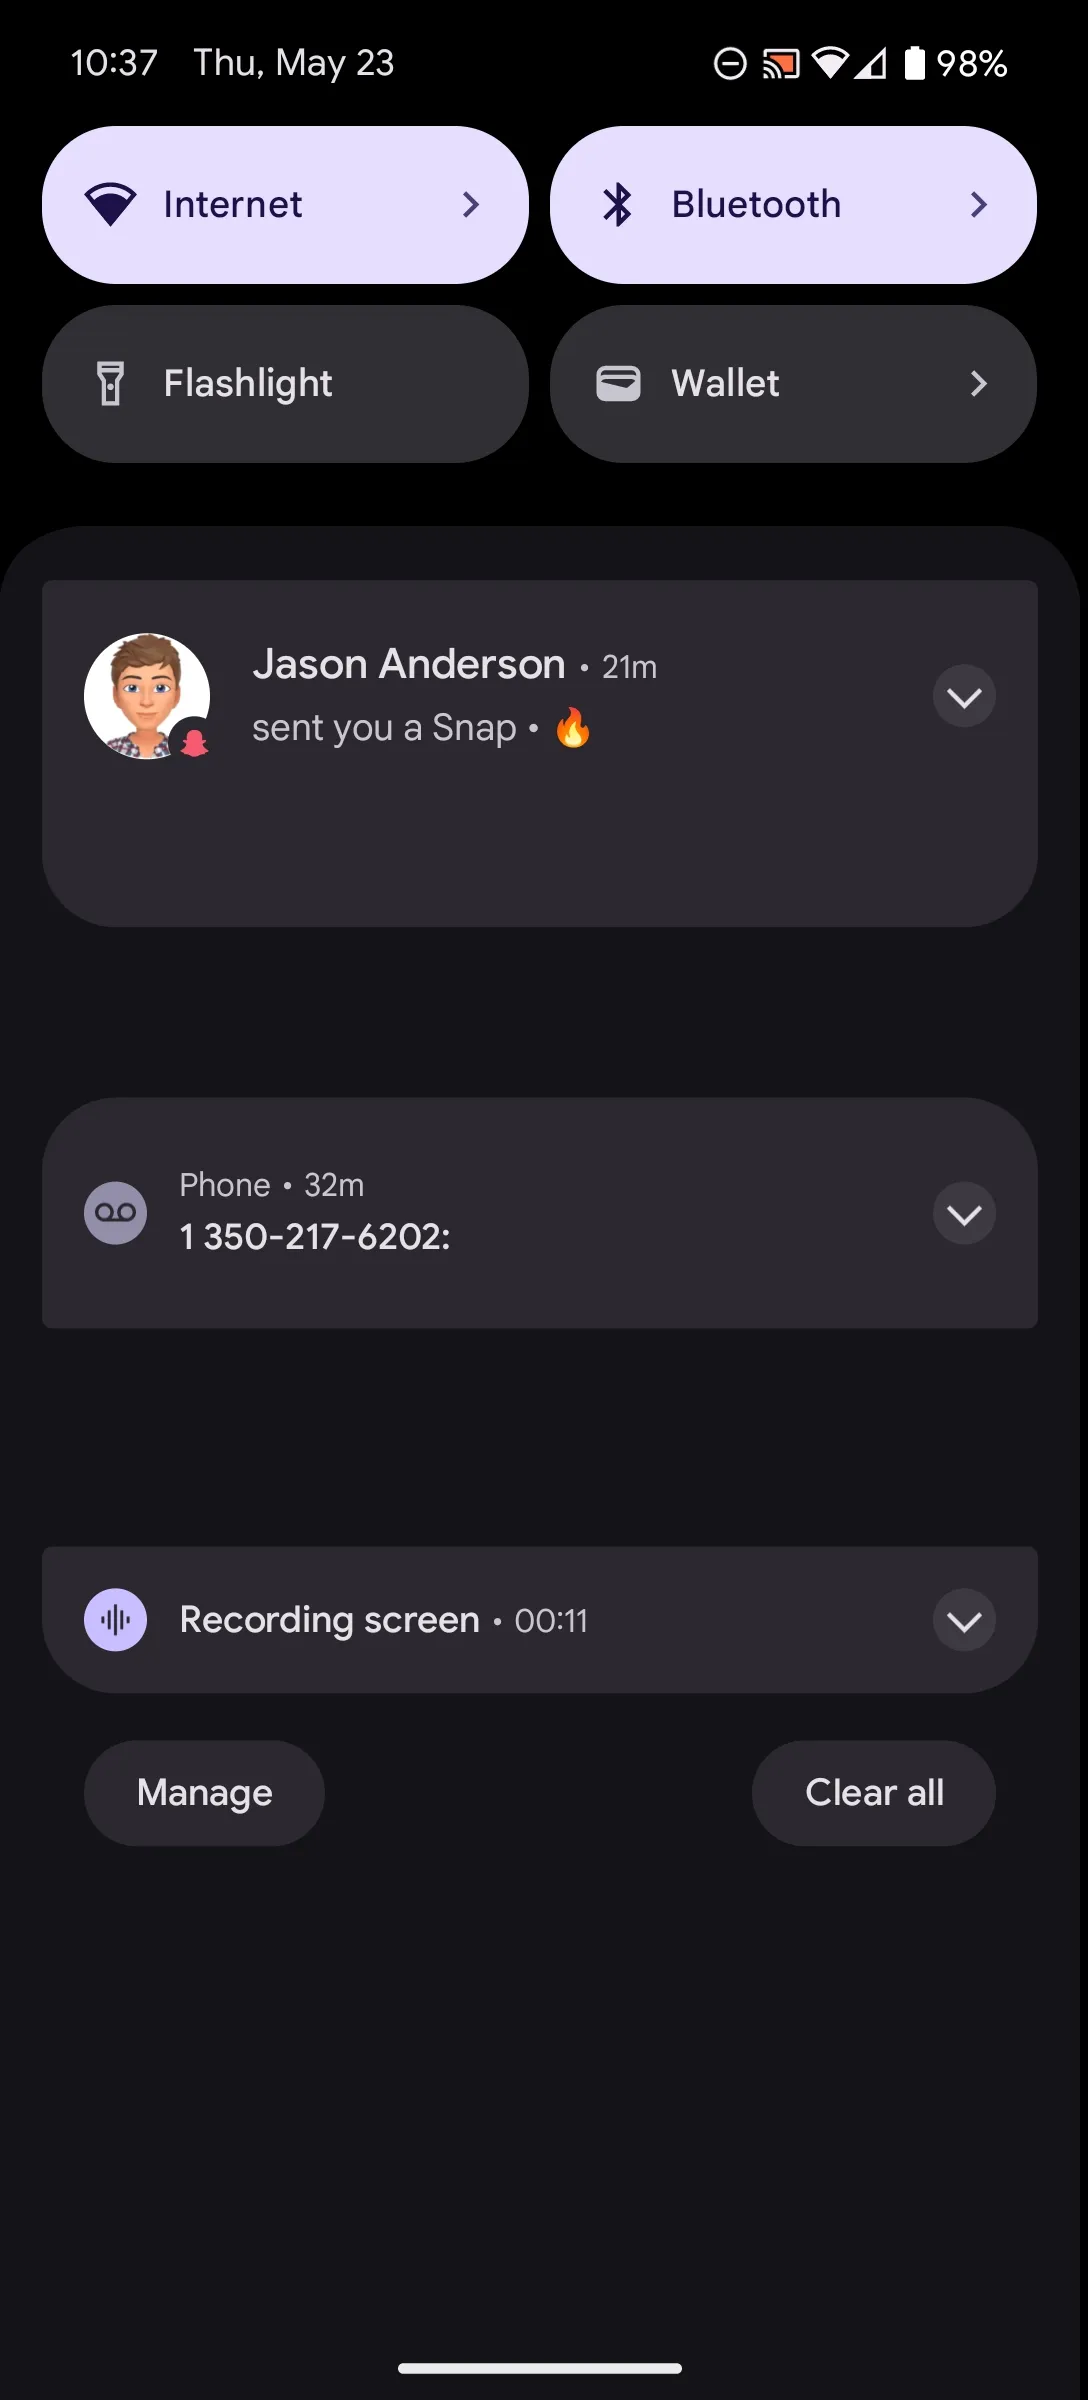 10:37 Thu, May 23 98%
Internet Bluetooth
Flashlight Wallet
Jason Anderson • 21m
sent you a Snap • 🔥
Phone • 32m
1 350-217-6202:
Recording screen • 00:11
Manage Clear all